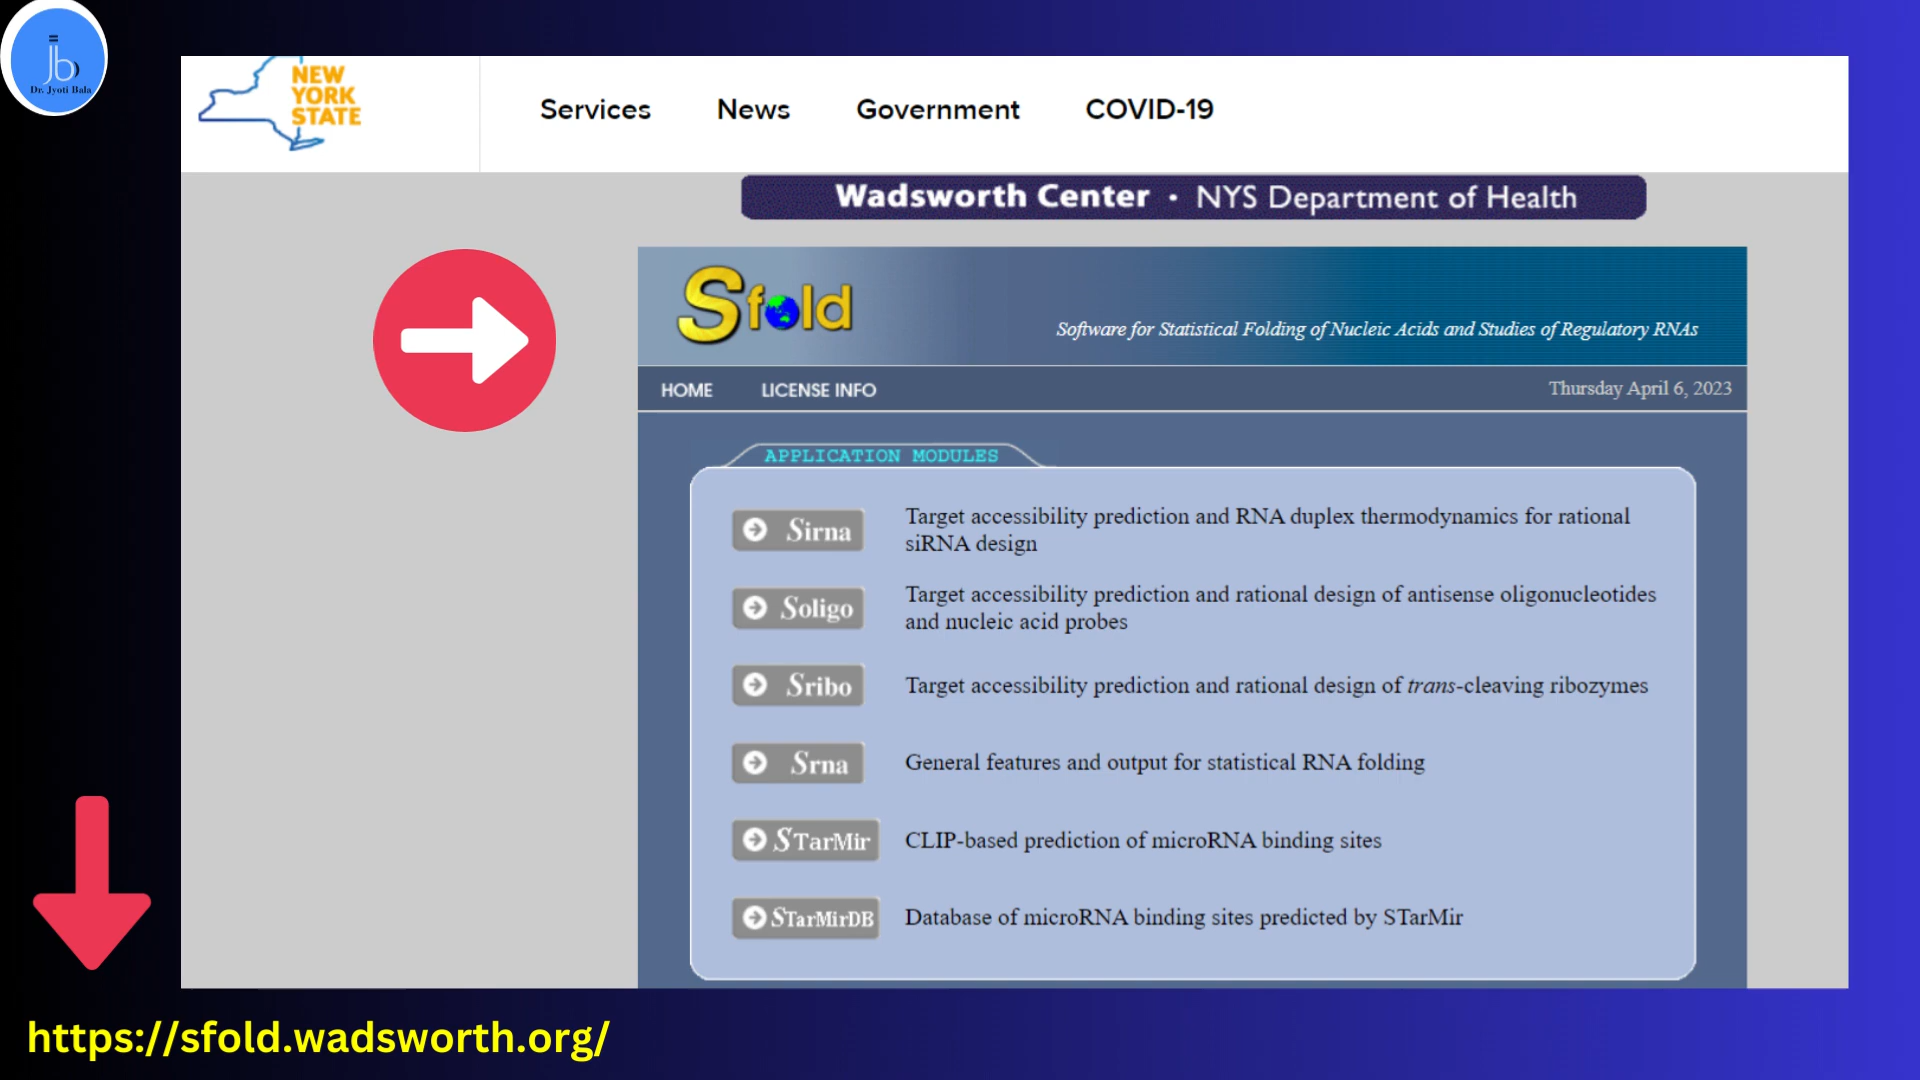 jb
Dr. Jyoti Bala
NEW
YORK
STATE
Services News Government COVID-19
Wadsworth Center • NYS Department of Health
Sfold
Software for Statistical Folding of Nucleic Acids and Studies of Regulatory RNAs
HOME LICENSE INFO Thursday April 6, 2023
APPLICATION MODULES
Sirna Target accessibility prediction and RNA duplex thermodynamics for rational
siRNA design
Soligo Target accessibility prediction and rational design of antisense oligonucleotides
and nucleic acid probes
Sribo Target accessibility prediction and rational design of trans-cleaving ribozymes
Srna General features and output for statistical RNA folding
STarMir CLIP-based prediction of microRNA binding sites
STarMirDB Database of microRNA binding sites predicted by STarMir
https://sfold.wadsworth.org/